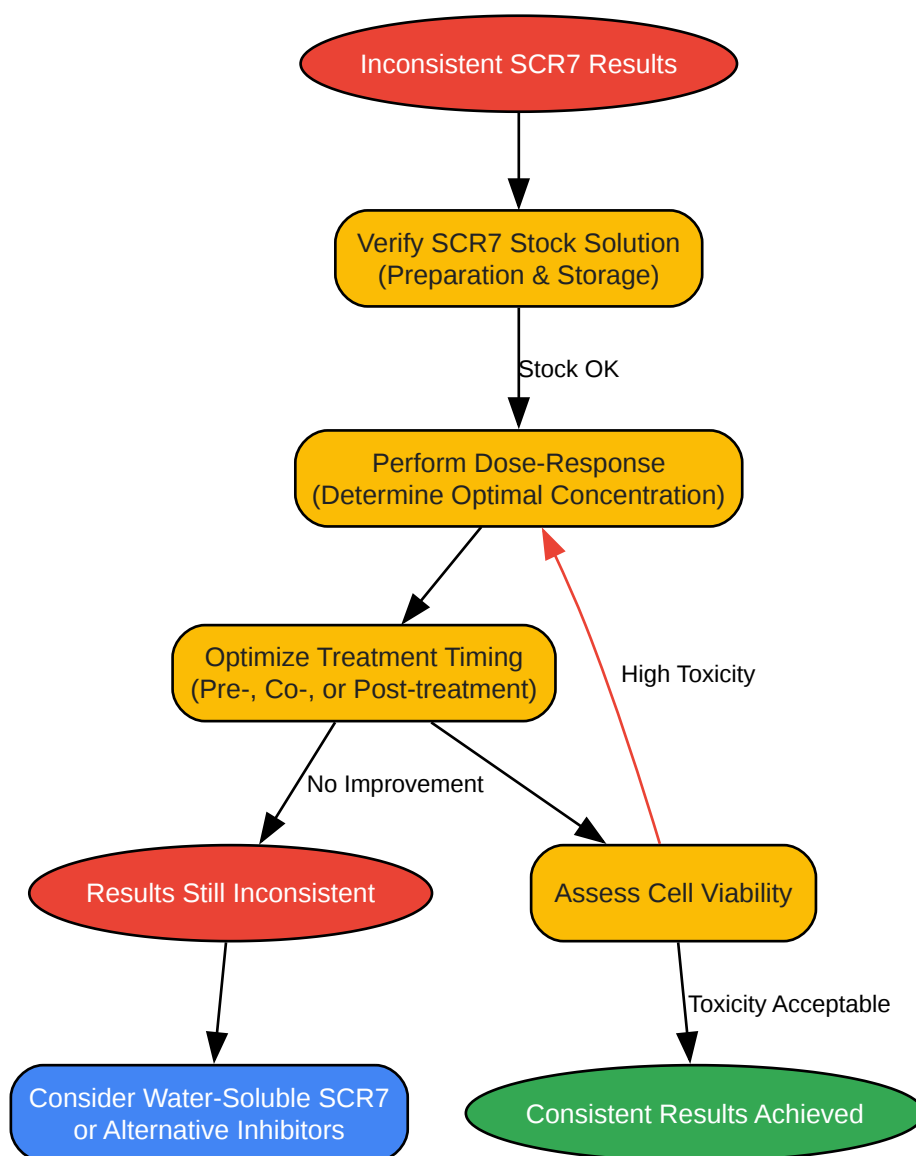 Inconsistent SCR7 Results
Verify SCR7 Stock Solution
(Preparation & Storage)
Stock OK
Perform Dose-Response
(Determine Optimal Concentration)
Optimize Treatment Timing
(Pre-, Co-, or Post-treatment)
High Toxicity
No Improvement
Results Still Inconsistent
Assess Cell Viability
Toxicity Acceptable
Consider Water-Soluble SCR7
or Alternative Inhibitors
Consistent Results Achieved